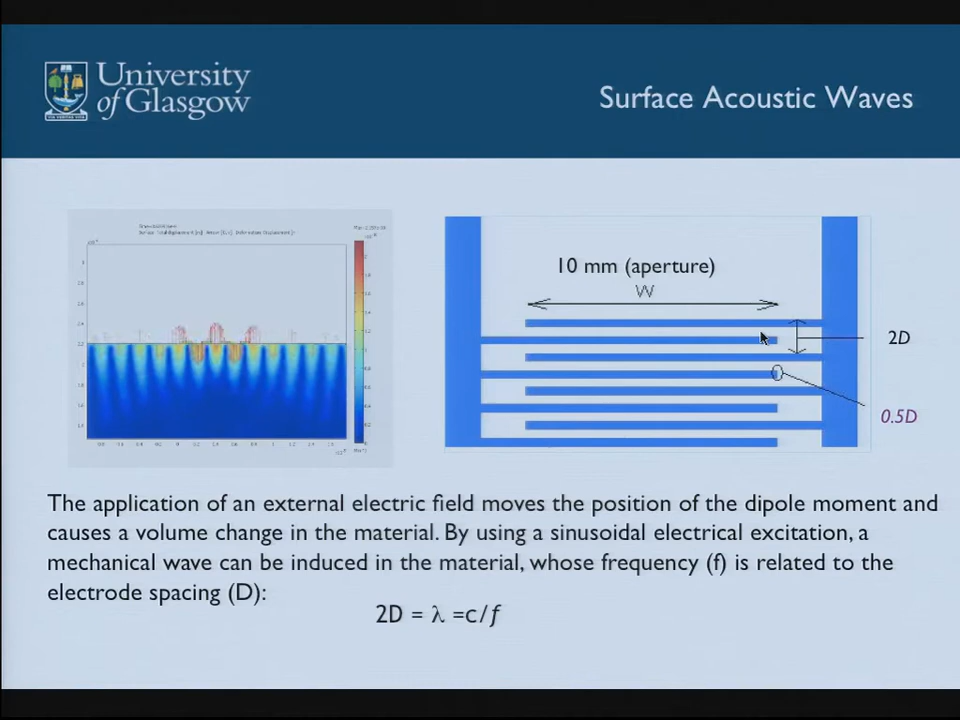 University
of Glasgow
Surface Acoustic Waves
10 mm (aperture)
W
2D
0.5D
The application of an external electric field moves the position of the dipole moment and
causes a volume change in the material. By using a sinusoidal electrical excitation, a
mechanical wave can be induced in the material, whose frequency (f) is related to the
electrode spacing (D):
2D = λ =c/f